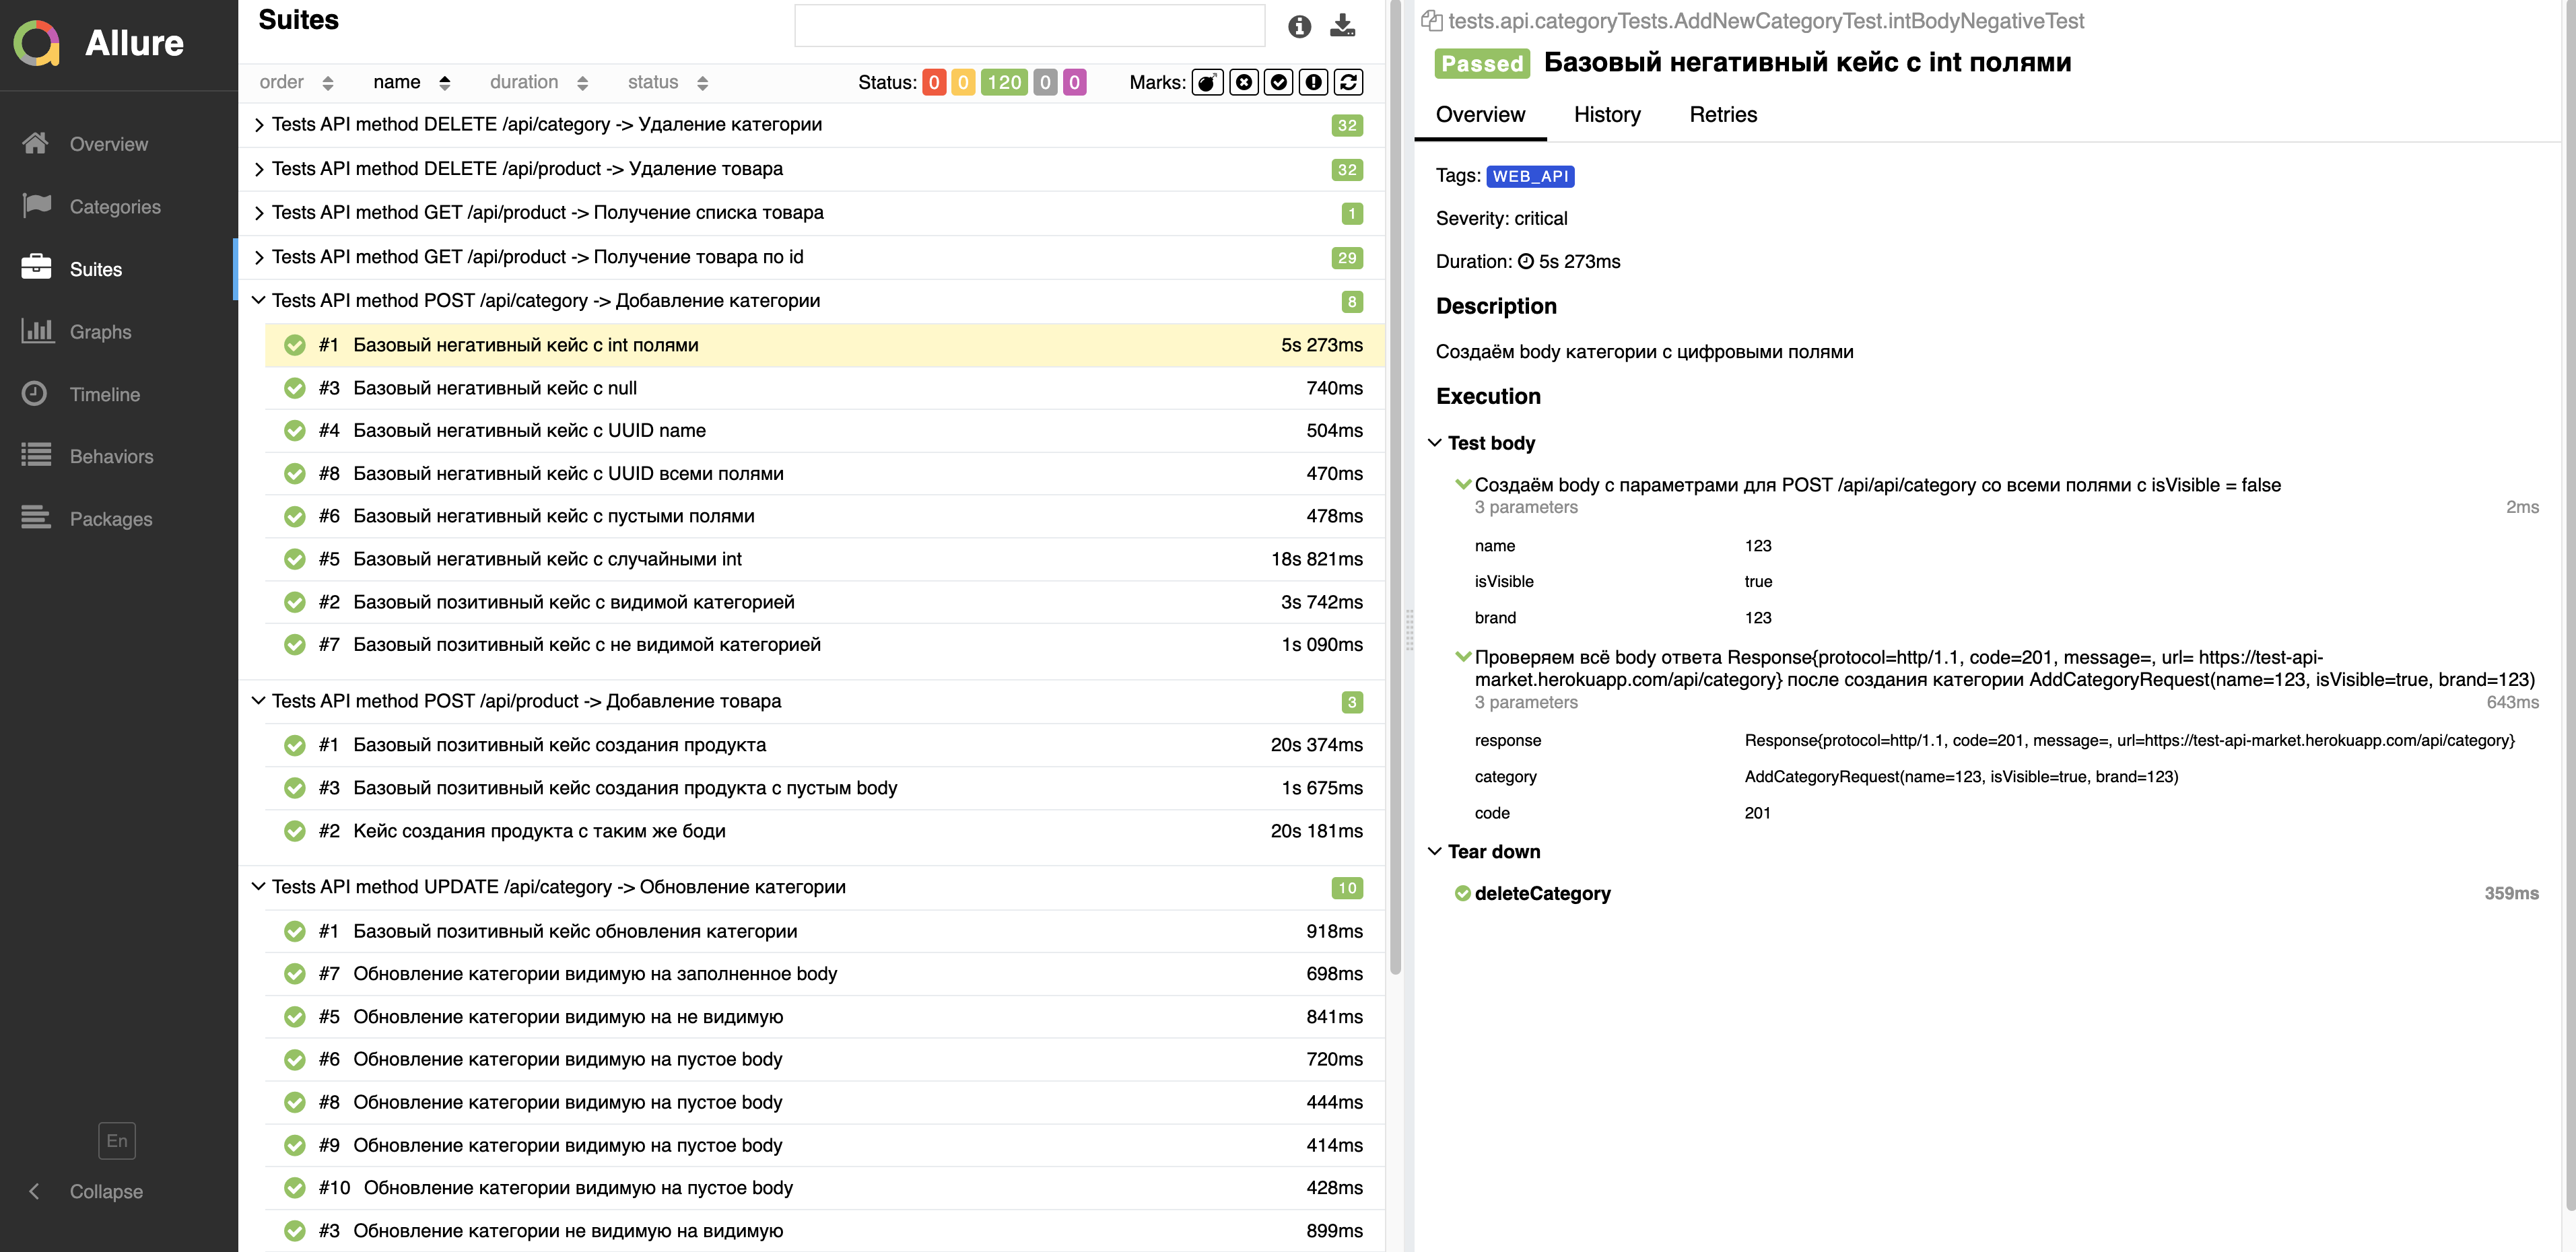 Allure
Overview
Categories
Suites
Graphs
Timeline
Behaviors
Packages
En
Collapse
Suites
order name duration status Status: 0 0 120 0 0 Marks:
Tests API method DELETE /api/category -> Удаление категории 32
Tests API method DELETE /api/product -> Удаление товара 32
Tests API method GET /api/product -> Получение списка товара 1
Tests API method GET /api/product -> Получение товара по id 29
Tests API method POST /api/category -> Добавление категории 8
#1 Базовый негативный кейс с int полями 5s 273ms
#3 Базовый негативный кейс с null 740ms
#4 Базовый негативный кейс с UUID name 504ms
#8 Базовый негативный кейс с UUID всеми полями 470ms
#6 Базовый негативный кейс с пустыми полями 478ms
#5 Базовый негативный кейс с случайными int 18s 821ms
#2 Базовый позитивный кейс с видимой категорией 3s 742ms
#7 Базовый позитивный кейс с не видимой категорией 1s 090ms
Tests API method POST /api/product -> Добавление товара 3
#1 Базовый позитивный кейс создания продукта 20s 374ms
#3 Базовый позитивный кейс создания продукта с пустым body 1s 675ms
#2 Кейс создания продукта с таким же боди 20s 181ms
Tests API method UPDATE /api/category -> Обновление категории 10
#1 Базовый позитивный кейс обновления категории 918ms
#7 Обновление категории видимую на заполненное body 698ms
#5 Обновление категории видимую на не видимую 841ms
#6 Обновление категории видимую на пустое body 720ms
#8 Обновление категории видимую на пустое body 444ms
#9 Обновление категории видимую на пустое body 414ms
#10 Обновление категории видимую на пустое body 428ms
#3 Обновление категории не видимую на видимую 899ms
tests.api.categoryTests.AddNewCategoryTest.intBodyNegativeTest
Passed Базовый негативный кейс с int полями
Overview History Retries
Tags: WEB_API
Severity: critical
Duration: 5s 273ms
Description
Создаём body категории с цифровыми полями
Execution
Test body
Создаём body с параметрами для POST /api/api/category со всеми полями с isVisible = false
3 parameters 2ms
name 123
isVisible true
brand 123
Проверяем всё body ответа Response{protocol=http/1.1, code=201, message=, url= https://test-api-
market.herokuapp.com/api/category} после создания категории AddCategoryRequest(name=123, isVisible=true, brand=123)
3 parameters 643ms
response Response{protocol=http/1.1, code=201, message=, url=https://test-api-market.herokuapp.com/api/category}
category AddCategoryRequest(name=123, isVisible=true, brand=123)
code 201
Tear down
deleteCategory 359ms